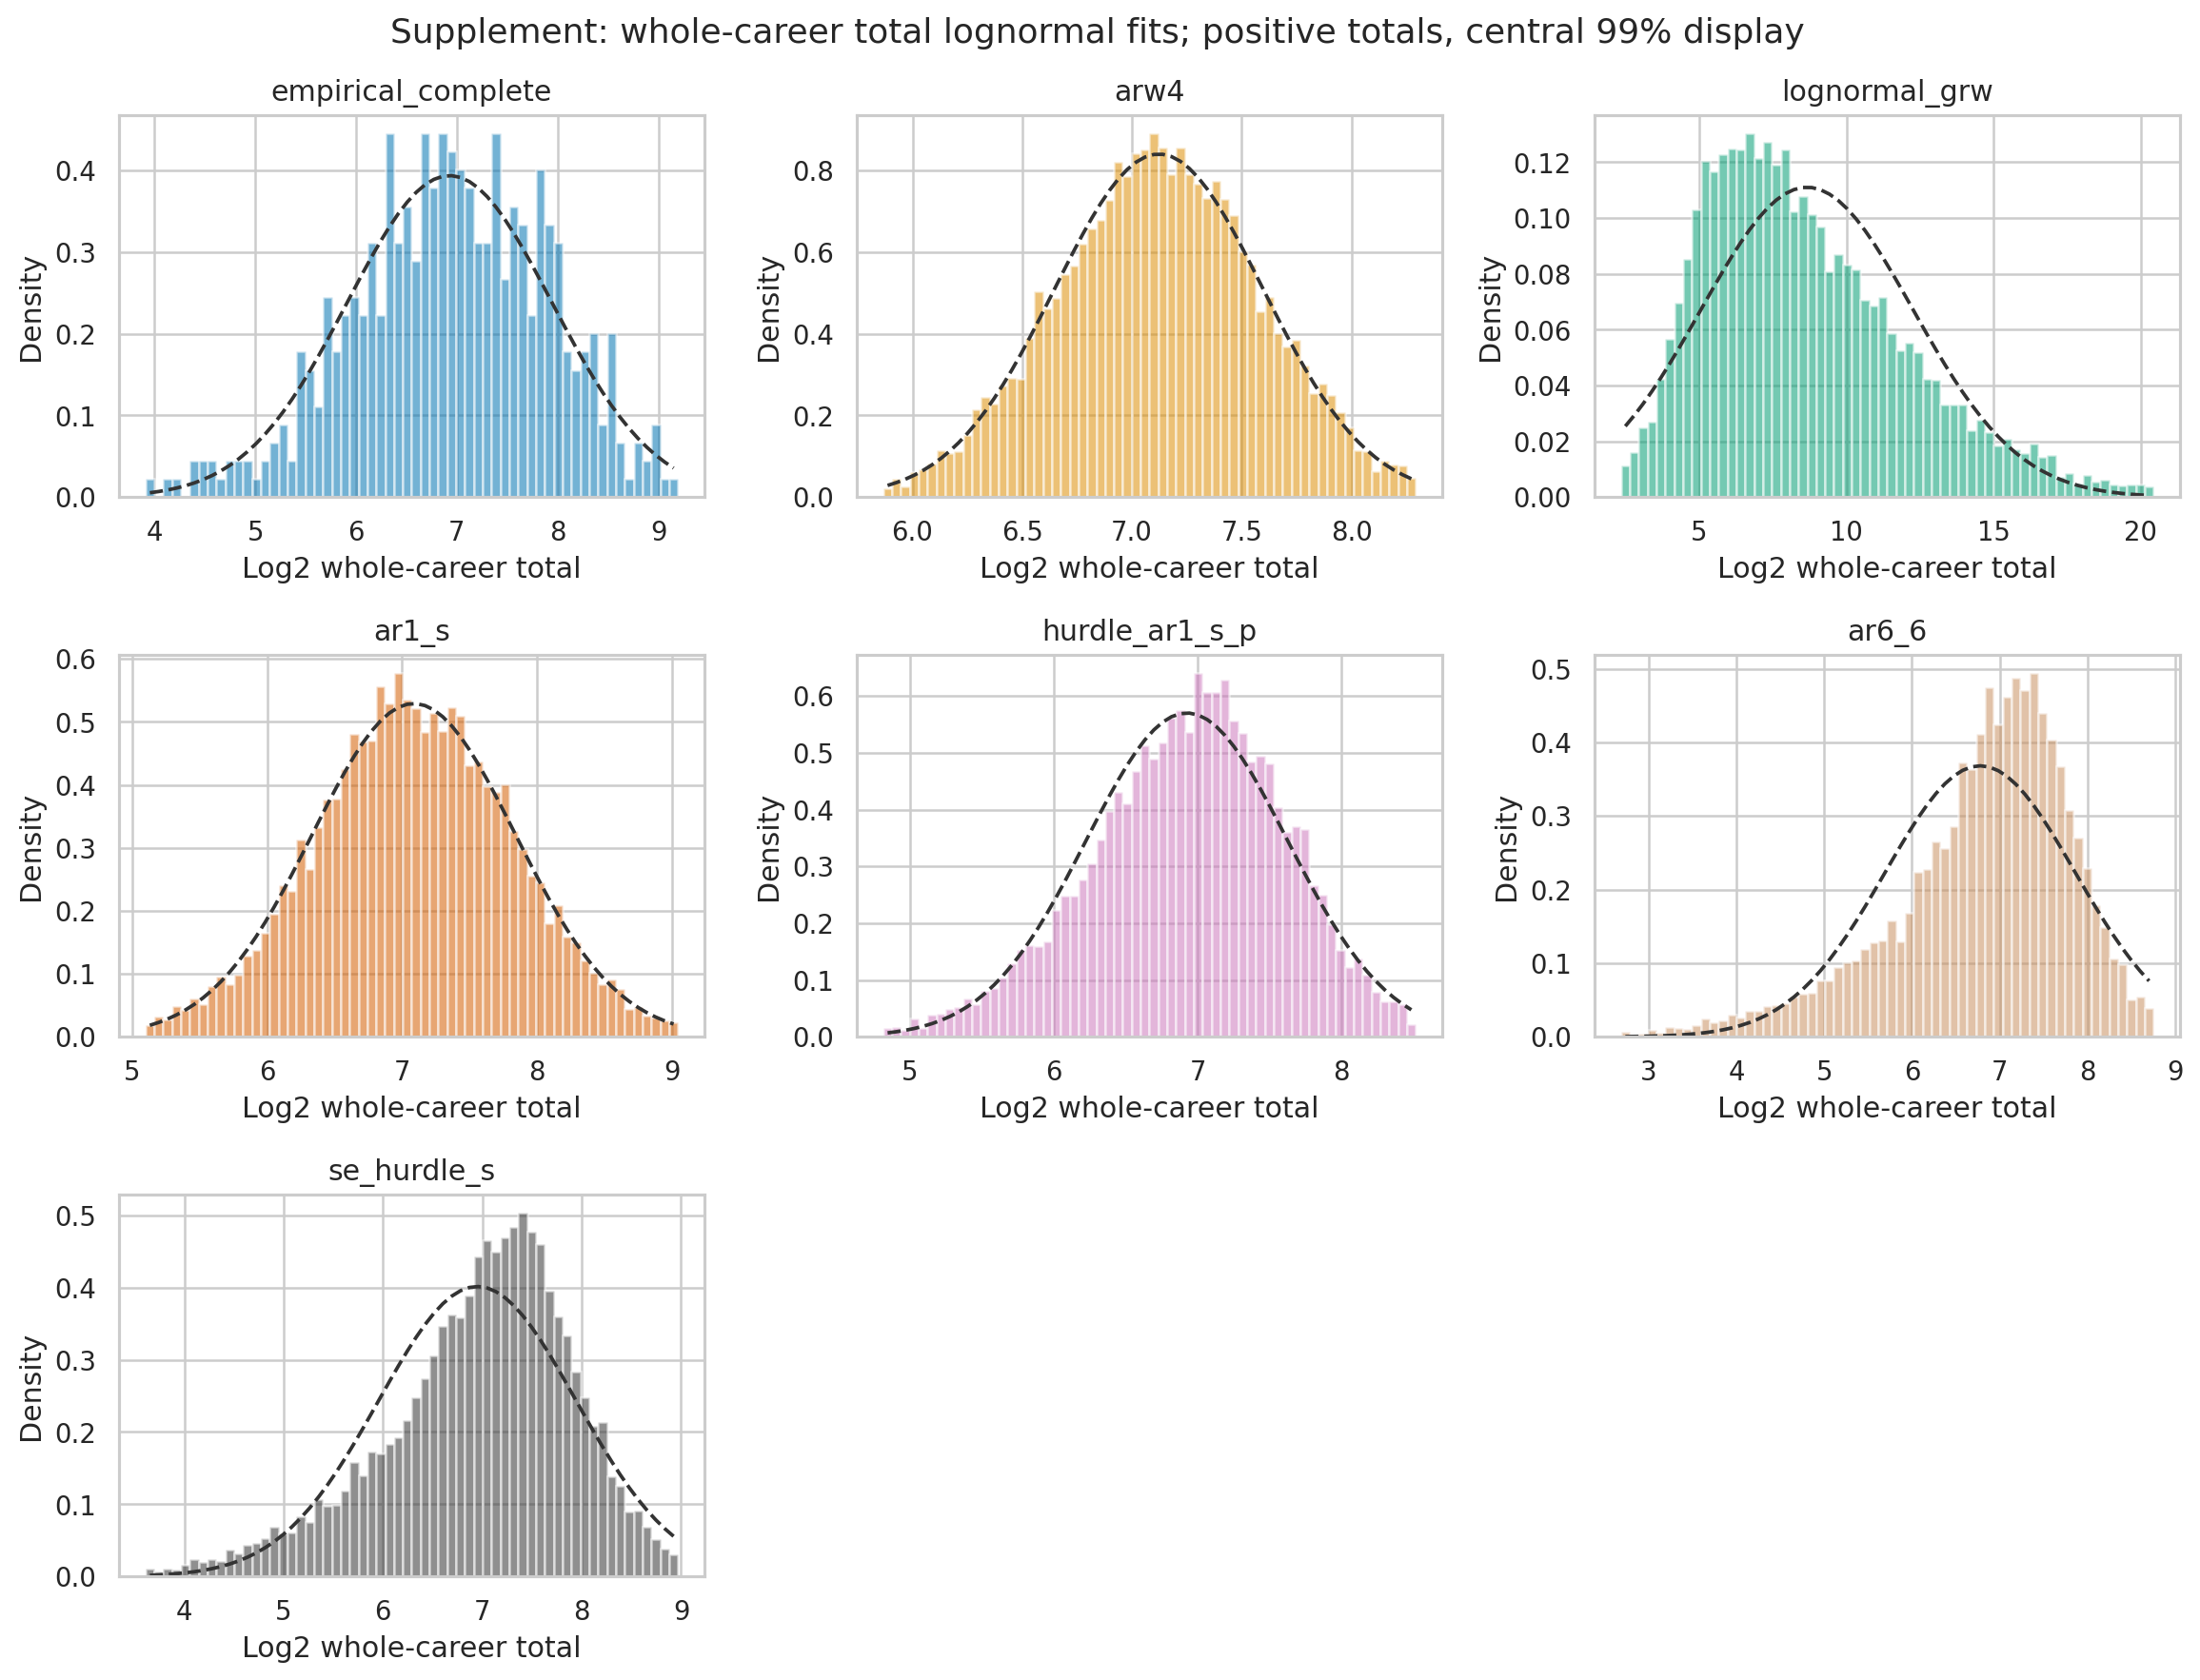 Supplement: whole-career total lognormal fits; positive totals, central 99% display
empirical_complete
Density
0.4
0.3
0.2
0.1
0.0
4 5 6 7 8 9
Log2 whole-career total
arw4
Density
0.8
0.6
0.4
0.2
0.0
6.0 6.5 7.0 7.5 8.0
Log2 whole-career total
lognormal_grw
Density
0.12
0.10
0.08
0.06
0.04
0.02
0.00
5 10 15 20
Log2 whole-career total
ar1_s
Density
0.6
0.5
0.4
0.3
0.2
0.1
0.0
5 6 7 8 9
Log2 whole-career total
hurdle_ar1_s_p
Density
0.6
0.5
0.4
0.3
0.2
0.1
0.0
5 6 7 8
Log2 whole-career total
ar6_6
Density
0.5
0.4
0.3
0.2
0.1
0.0
3 4 5 6 7 8 9
Log2 whole-career total
se_hurdle_s
Density
0.5
0.4
0.3
0.2
0.1
0.0
4 5 6 7 8 9
Log2 whole-career total